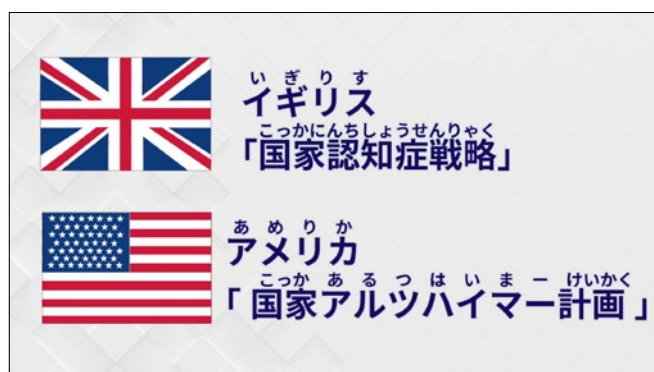 いぎりす
イギリス
こっかにんちしょうせんりゃく
「国家認知症戦略」
あめりか
アメリカ
こっか あるつはいまー けいかく
「国家アルツハイマー計画」